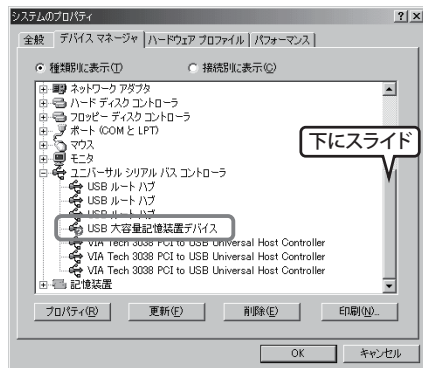 システムのプロパティ
全般 デバイス マネージャ ハードウェア プロファイル パフォーマンス
種類別に表示(T) 接続別に表示(C)
ネットワーク アダプタ
ハード ディスク コントローラ
フロッピー ディスク コントローラ
ポート (COM と LPT)
マウス
下にスライド
モニタ
ユニバーサル シリアル バス コントローラ
USB ルート ハブ
USB ルート ハブ
USB ルート ハブ
USB 大容量記憶装置デバイス
VIA Tech 3038 PCI to USB Universal Host Controller
VIA Tech 3038 PCI to USB Universal Host Controller
VIA Tech 3038 PCI to USB Universal Host Controller
記憶装置
プロパティ(R) 更新(F) 削除(E) 印刷(N)...
OK キャンセル